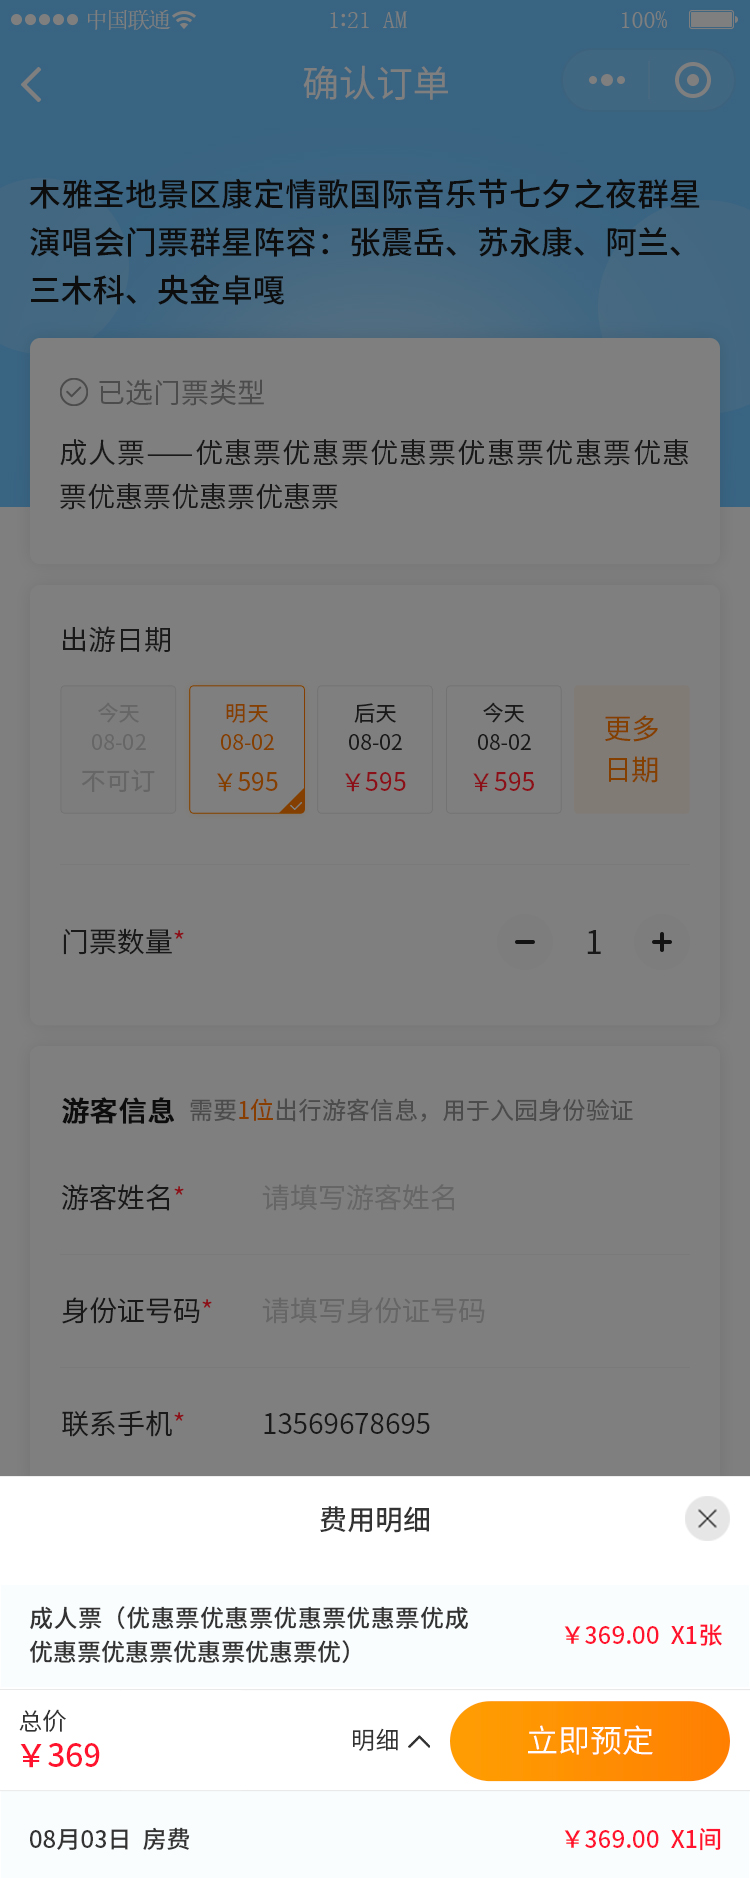 中国联通 1:21 AM 100%
确认订单
木雅圣地景区康定情歌国际音乐节七夕之夜群星
演唱会门票群星阵容：张震岳、苏永康、阿兰、
三木科、央金卓嘎
已选门票类型
成人票——优惠票优惠票优惠票优惠票优惠票优惠
票优惠票优惠票优惠票
出游日期
今天 明天 后天 今天 更多
08-02 08-02 08-02 08-02 日期
不可订 ￥595 ￥595 ￥595
门票数量* 1
游客信息 需要1位出行游客信息，用于入园身份验证
游客姓名* 请填写游客姓名
身份证号码* 请填写身份证号码
联系手机* 13569678695
费用明细
成人票（优惠票优惠票优惠票优惠票优成
优惠票优惠票优惠票优惠票优）
￥369.00 X1张
总价
￥369
明细
立即预定
08月03日 房费 ￥369.00 X1间